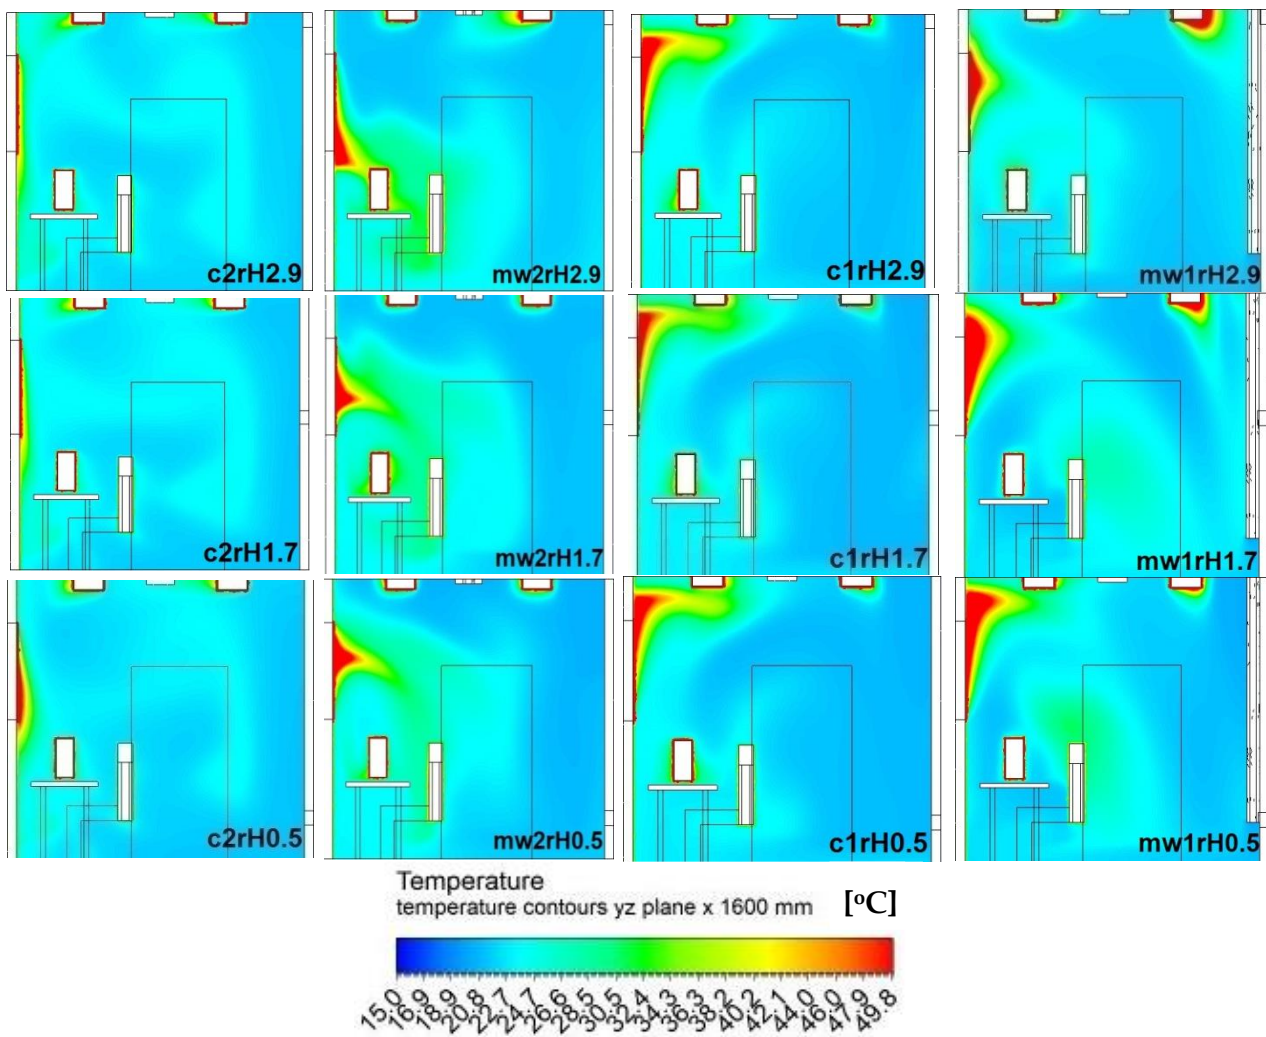 c2rH2.9
mw2rH2.9
c1rH2.9
mw1rH2.9
c2rH1.7
mw2rH1.7
c1rH1.7
mw1rH1.7
c2rH0.5
mw2rH0.5
c1rH0.5
mw1rH0.5
Temperature
temperature contours yz plane x 1600 mm
[ºC]
15.0
16.9
18.9
20.8
22.7
24.7
26.6
28.5
30.5
32.4
34.3
36.3
38.2
40.2
42.1
44.0
46.0
47.9
49.8